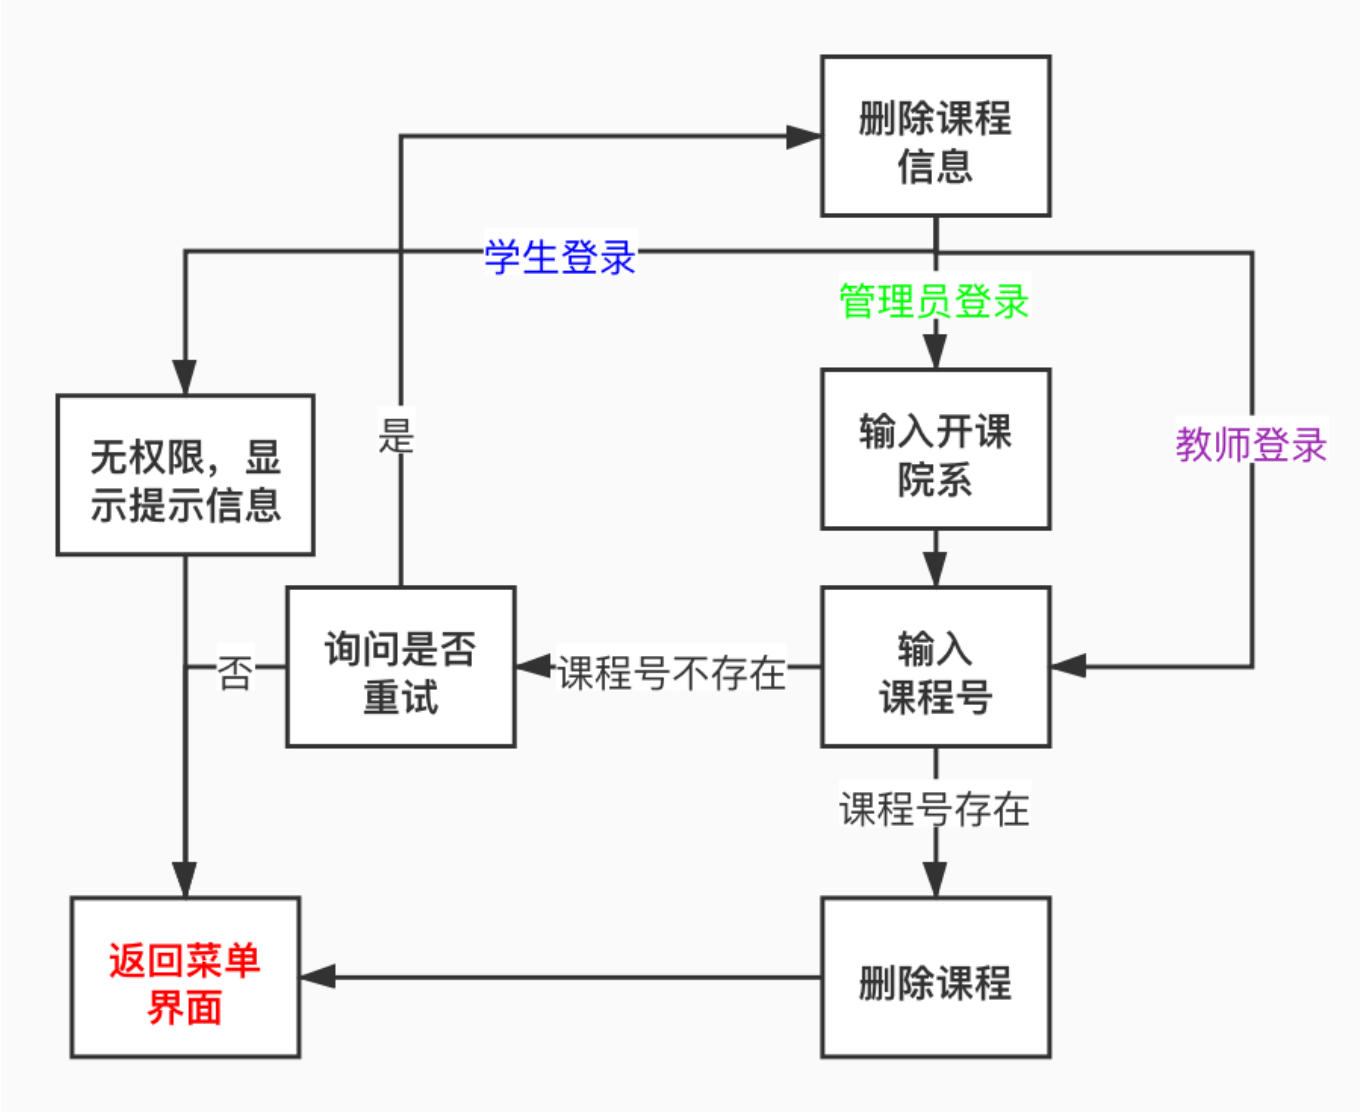 删除课程
信息
学生登录
管理员登录
是
输入开课
院系
教师登录
无权限，显
示提示信息
询问是否
重试
否
课程号不存在
输入
课程号
课程号存在
返回菜单
界面
删除课程